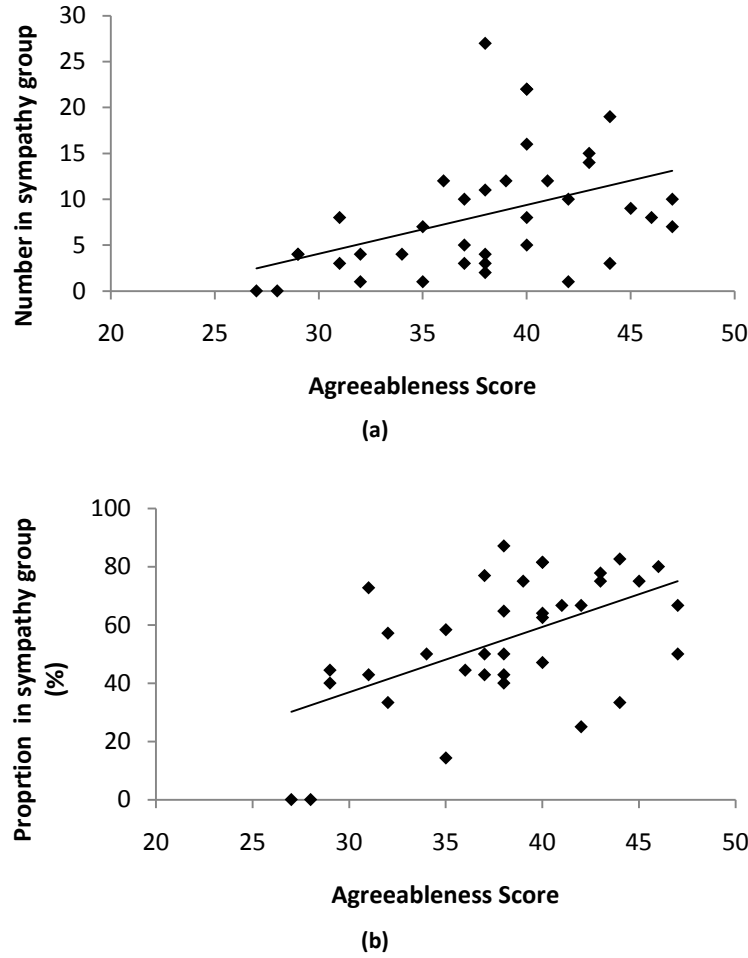 30
25
20
15
10
5
0
Number in sympathy group
20 25 30 35 40 45 50
Agreeableness Score
(a)
100
80
60
40
20
0
Proprtion in sympathy group
(%)
20 25 30 35 40 45 50
Agreeableness Score
(b)